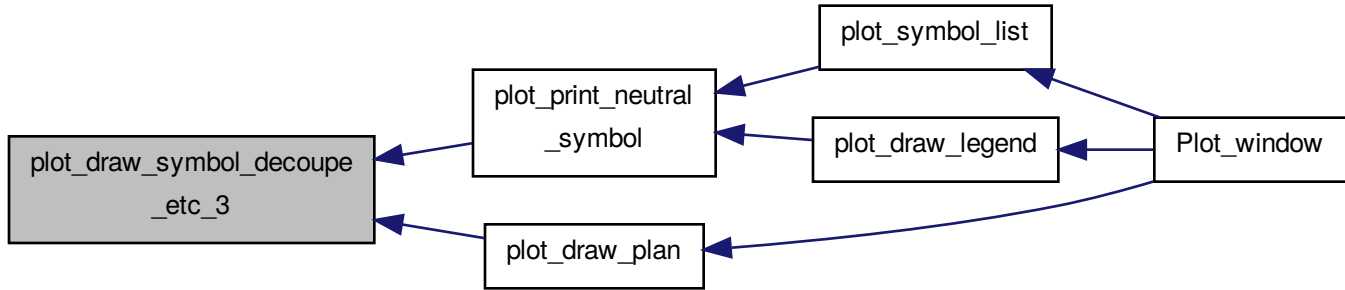 plot_draw_symbol_decoupe
_etc_3
plot_print_neutral
_symbol
plot_symbol_list
plot_draw_legend
Plot_window
plot_draw_plan